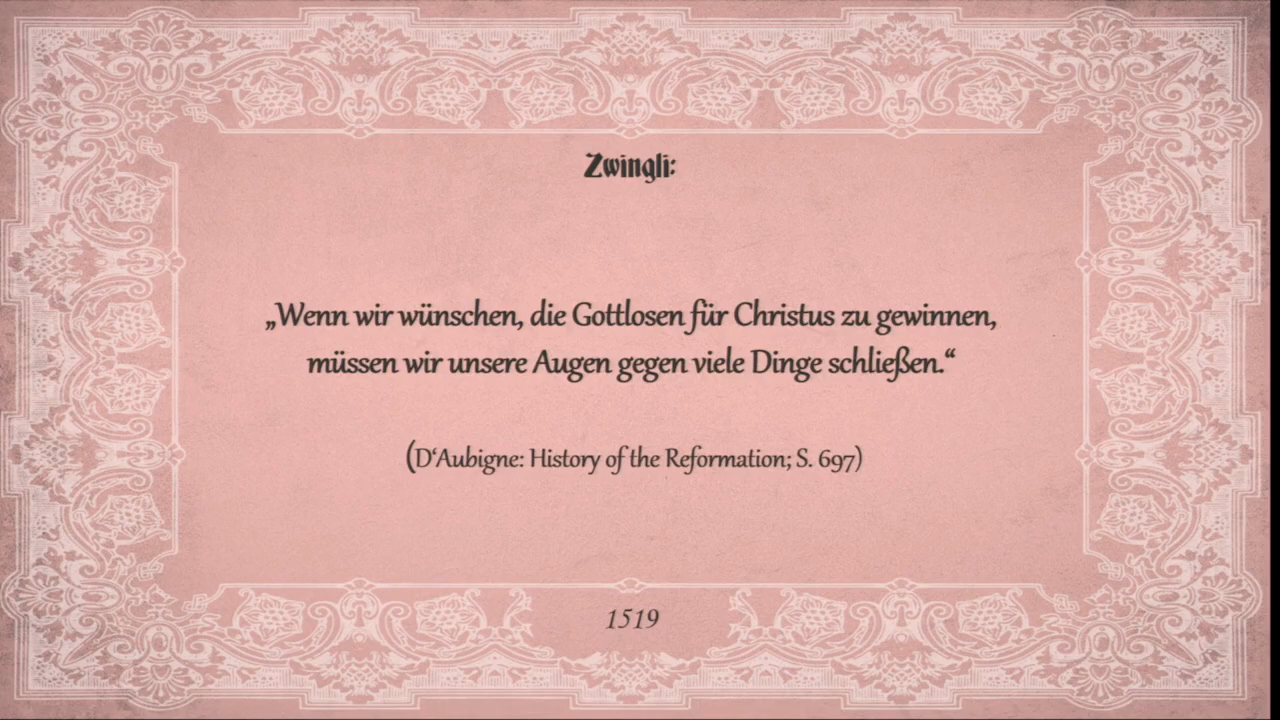 Zwingli:
„Wenn wir wünschen, die Gottlosen für Christus zu gewinnen,
müssen wir unsere Augen gegen viele Dinge schließen.“
(D‘Aubigne: History of the Reformation; S. 697)
1519